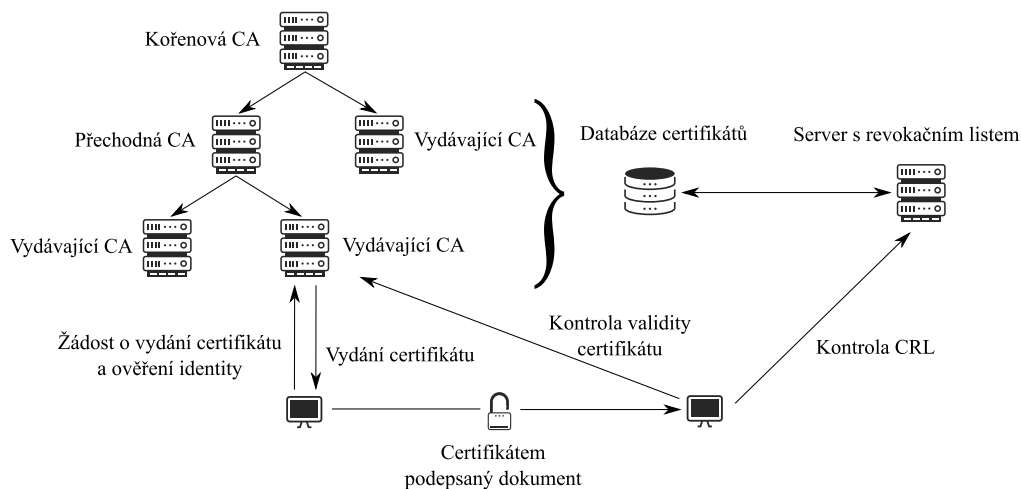 Kořenová CA
Přechodná CA
Vydávající CA
Databáze certifikátů
Server s revokačním listem
Vydávající CA
Vydávající CA
Žádost o vydání certifikátu
a ověření identity
Vydání certifikátu
Kontrola validity
certifikátu
Kontrola CRL
Certifikátem
podepsaný dokument